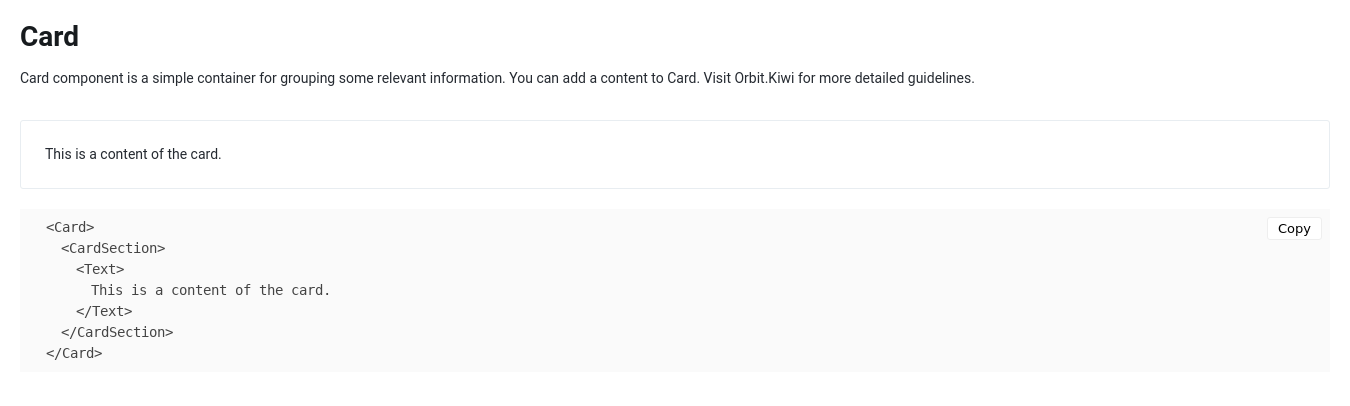 Card
Card component is a simple container for grouping some relevant information. You can add a content to Card. Visit Orbit.Kiwi for more detailed guidelines.
This is a content of the card.
Copy
<Card>
<CardSection>
<Text>
This is a content of the card.
</Text>
</CardSection>
</Card>